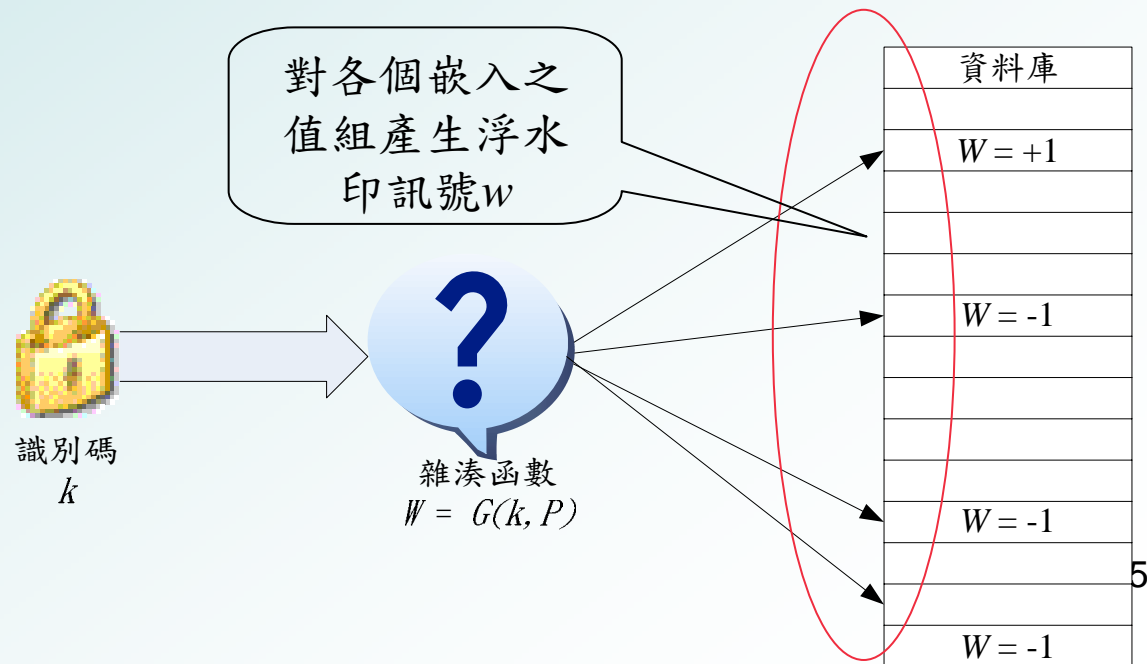 對各個嵌入之
值組產生浮水
印訊號w
識別碼
k
雜湊函數
W = G(k, P)
資料庫
W = +1
W = -1
W = -1
W = -1
5